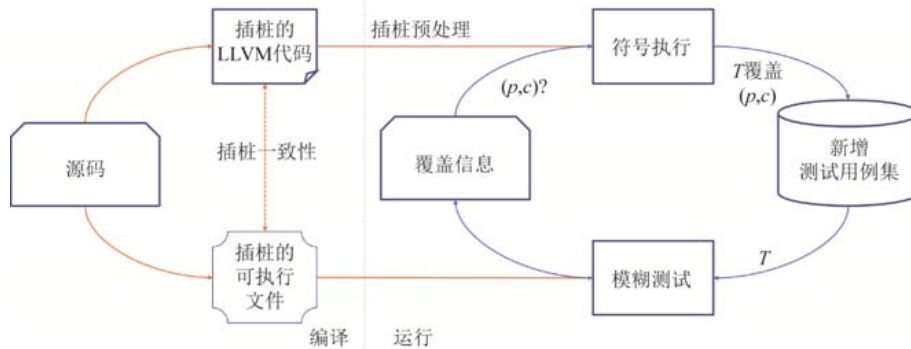 插桩的
LLVM代码
插桩预处理
符号执行
(p,c)?
T覆盖
(p,c)
源码
插桩一致性
覆盖信息
新增
测试用例集
插桩的
可执行
文件
模糊测试
T
编译
运行